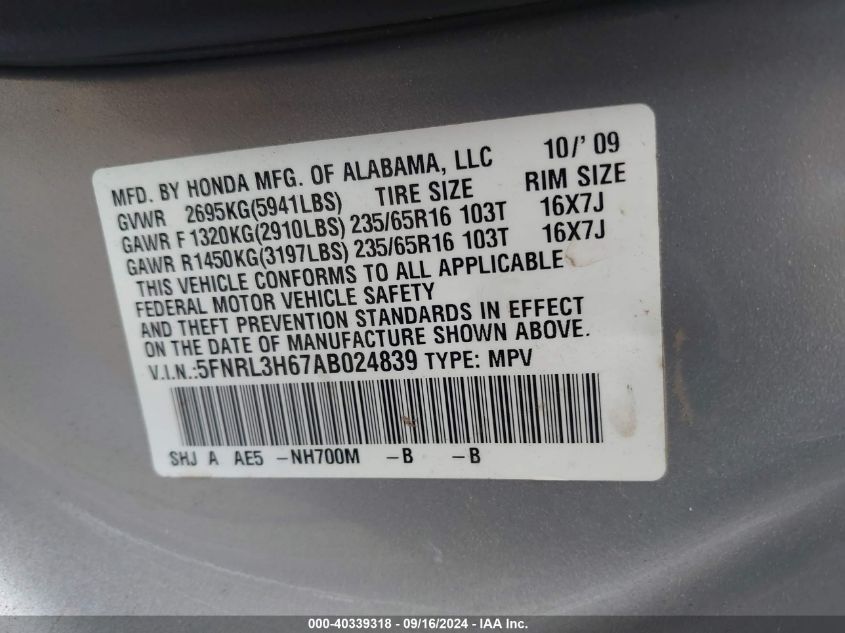 MFD. BY HONDA MFG. OF ALABAMA, LLC 10/'09
GVWR 2695KG(5941LBS) TIRE SIZE RIM SIZE
GAWR F 1320KG(2910LBS) 235/65R16 103T 16X7J
GAWR R1450KG(3197LBS) 235/65R16 103T 16X7J
THIS VEHICLE CONFORMS TO ALL APPLICABLE
FEDERAL MOTOR VEHICLE SAFETY
AND THEFT PREVENTION STANDARDS IN EFFECT
ON THE DATE OF MANUFACTURE SHOWN ABOVE.
V.I.N.:5FNRL3H67AB024839 TYPE: MPV
SHJ A AE5 -NH700M -B -B
000-40339318 - 09/16/2024 - IAA Inc.